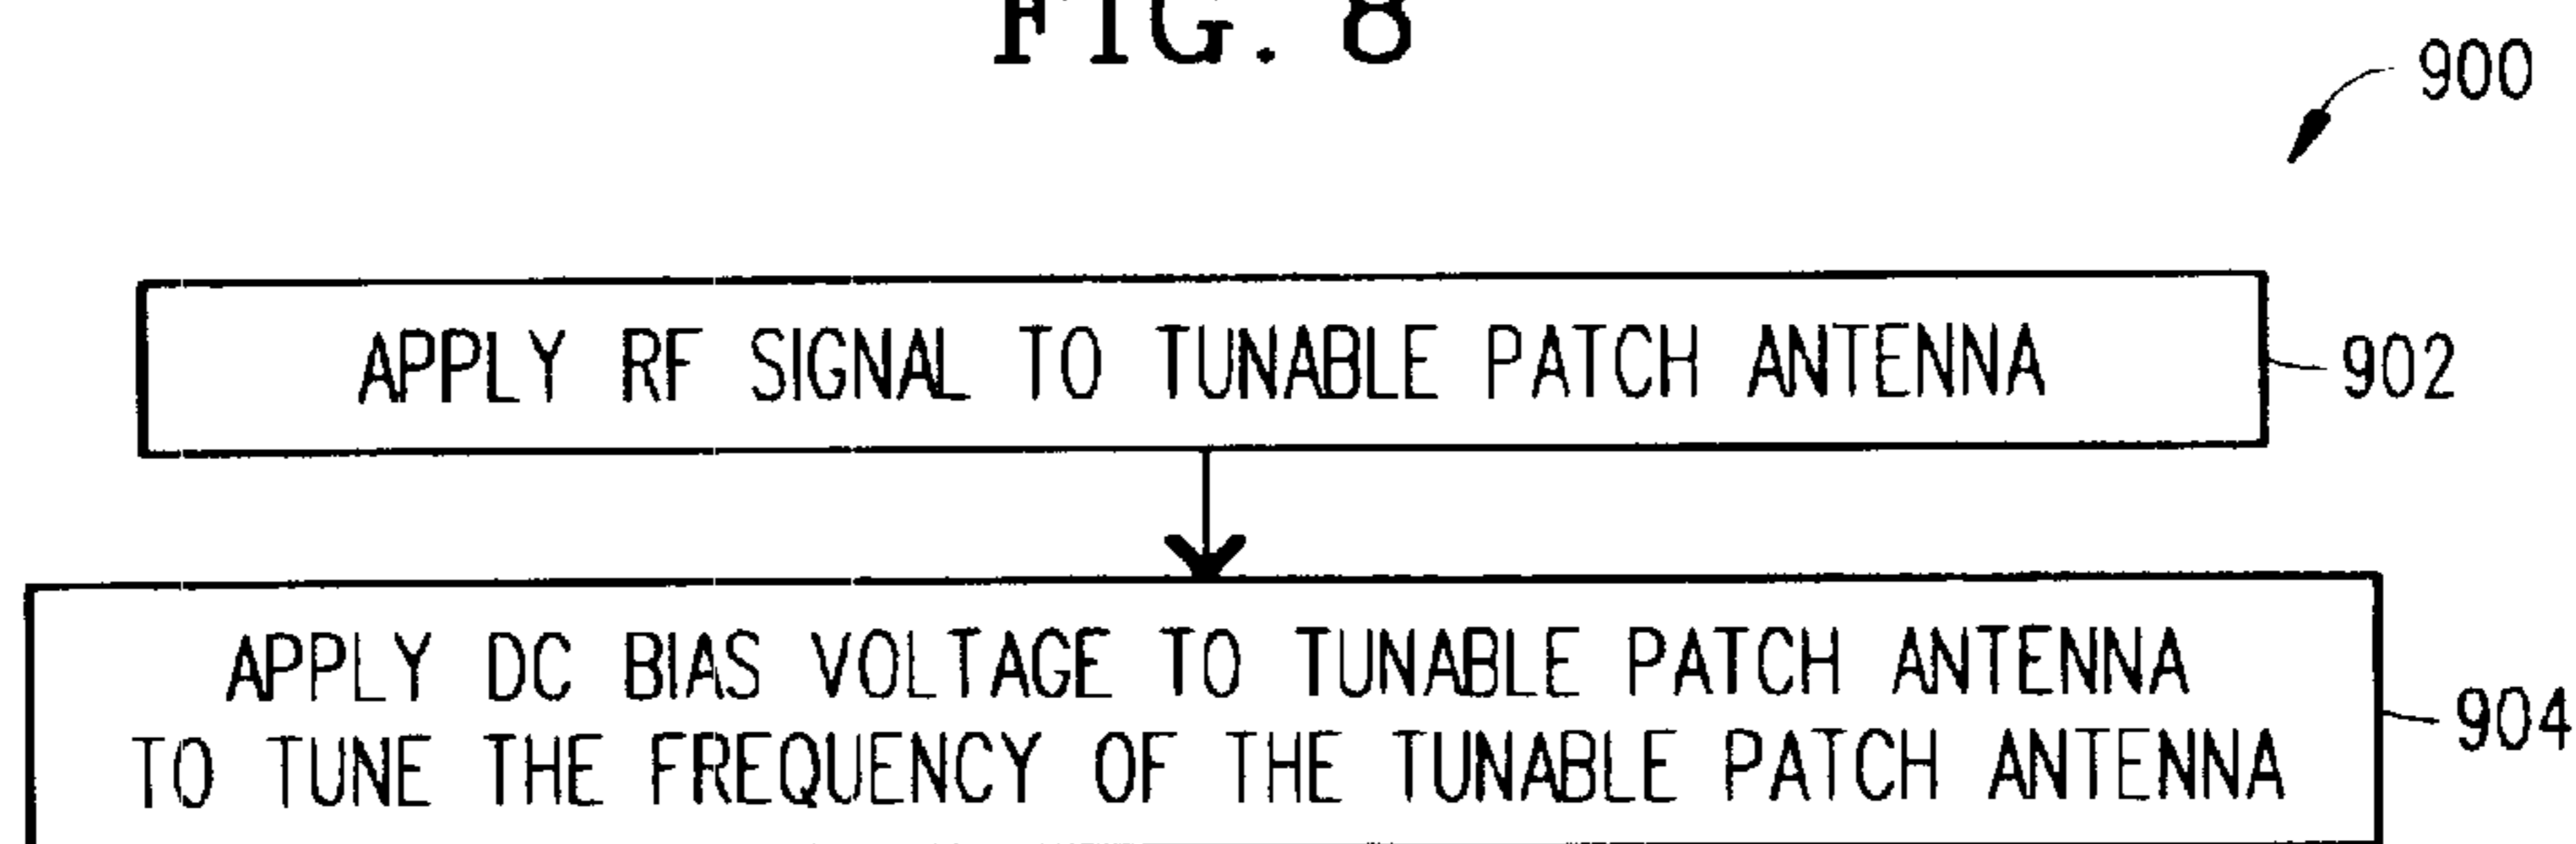 FIG. 8
900
APPLY RF SIGNAL TO TUNABLE PATCH ANTENNA
902
APPLY DC BIAS VOLTAGE TO TUNABLE PATCH ANTENNA
TO TUNE THE FREQUENCY OF THE TUNABLE PATCH ANTENNA
904